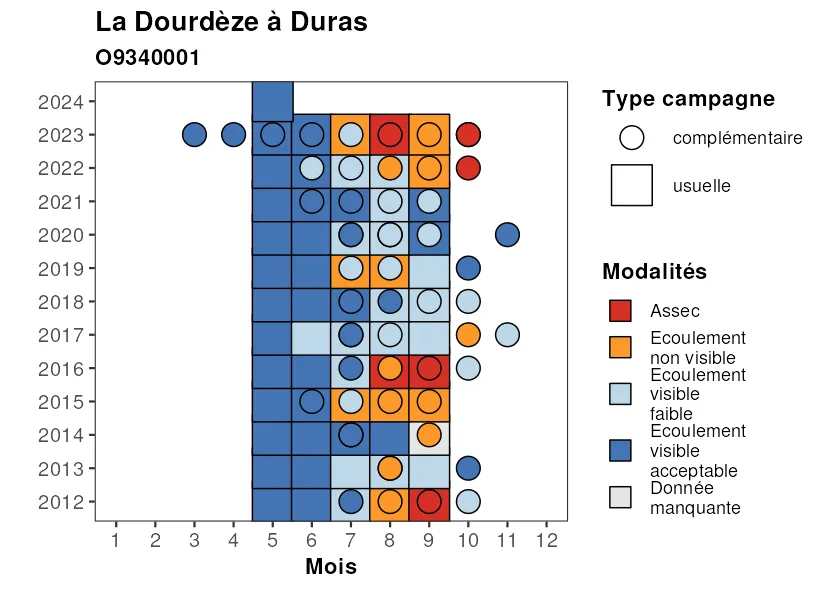 La Dourdèze à Duras
O9340001
2024
2023
2022
2021
2020
2019
2018
2017
2016
2015
2014
2013
2012
1 2 3 4 5 6 7 8 9 10 11 12
Mois
Type campagne
complémentaire
usuelle
Modalités
Assec
Ecoulement
non visible
Ecoulement
visible
faible
Ecoulement
visible
acceptable
Donnée
manquante